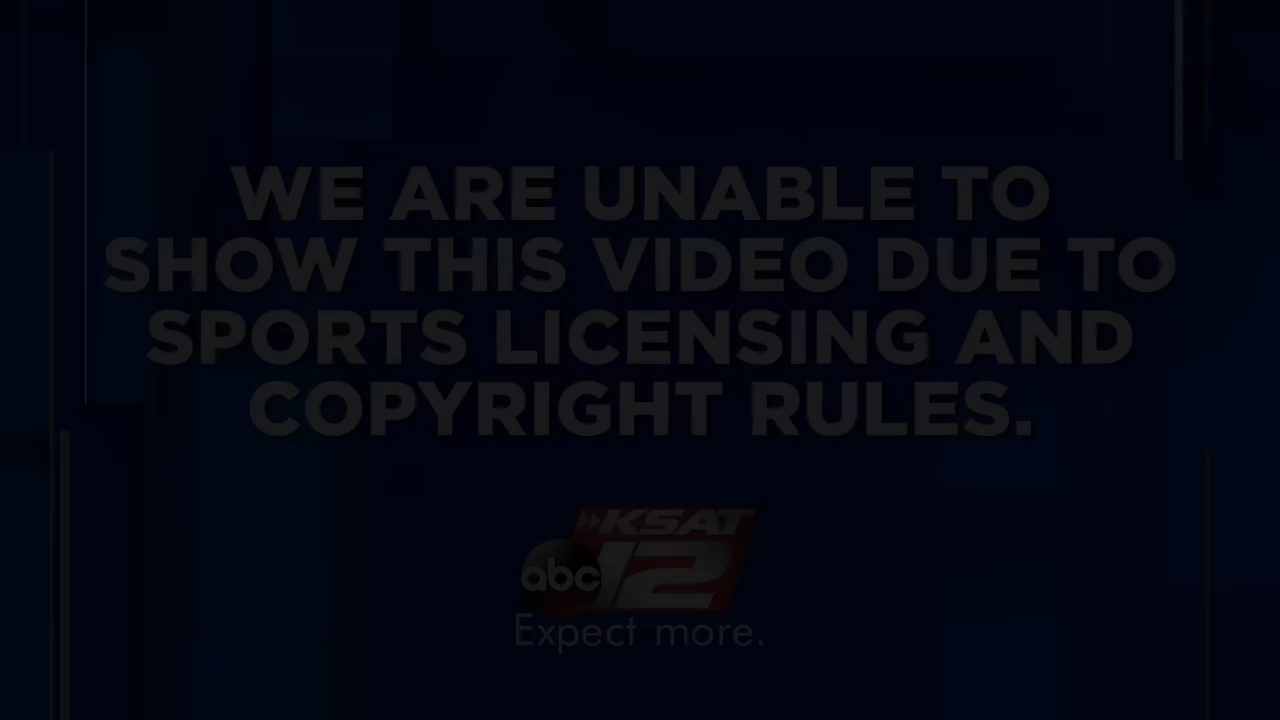 WE ARE UNABLE TO
SHOW THIS VIDEO DUE TO
SPORTS LICENSING AND
COPYRIGHT RULES.
KSAT
abc 12
Expect more.